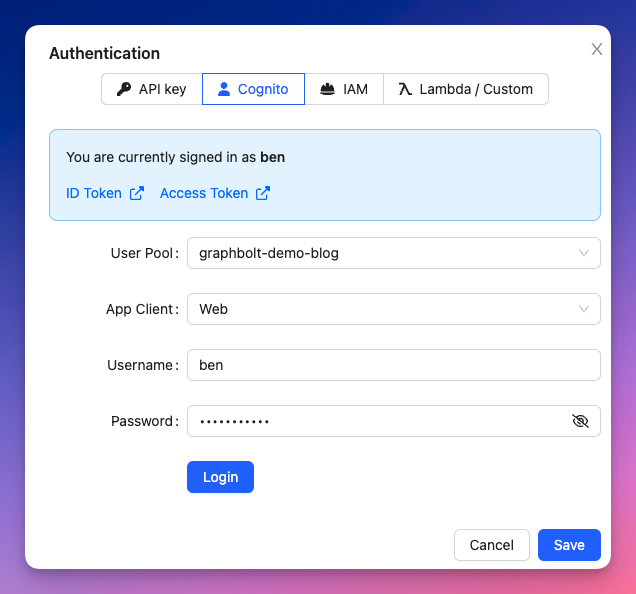 Authentication
API key Cognito IAM Lambda / Custom
You are currently signed in as ben
ID Token Access Token
User Pool: graphbolt-demo-blog
App Client: Web
Username: ben
Password: •••••••••••
Login
Cancel Save